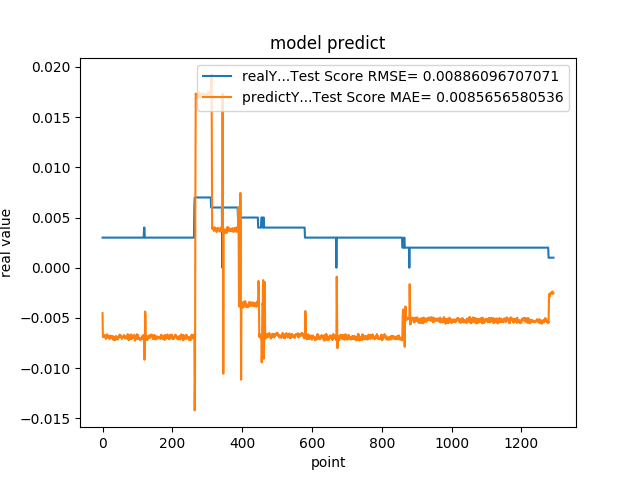 model predict
realY...Test Score RMSE= 0.00886096707071
predictY...Test Score MAE= 0.0085656580536
real value
0.020
0.015
0.010
0.005
0.000
−0.005
−0.010
−0.015
0 200 400 600 800 1000 1200
point